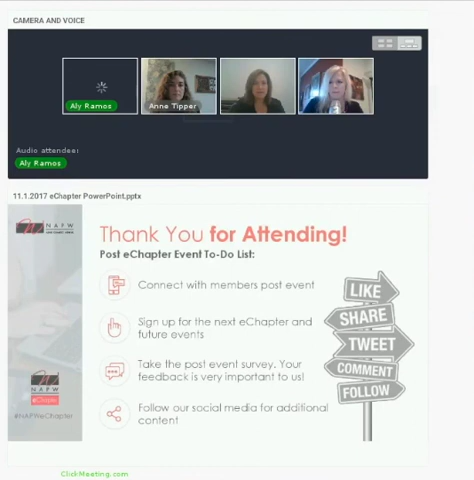 CAMERA AND VOICE
Aly Ramos
Anne Tipper
Audio attendee:
Aly Ramos
11.1.2017 eChapter PowerPoint.pptx
NAPW
Thank You for Attending!
Post eChapter Event To-Do List:
Connect with members post event
Sign up for the next eChapter and
future events
Take the post event survey. Your
feedback is very important to us!
Follow our social media for additional
content
LIKE
SHARE
TWEET
COMMENT
FOLLOW
NAPW
eChapter
#NAPWeChapter
ClickMeeting.com